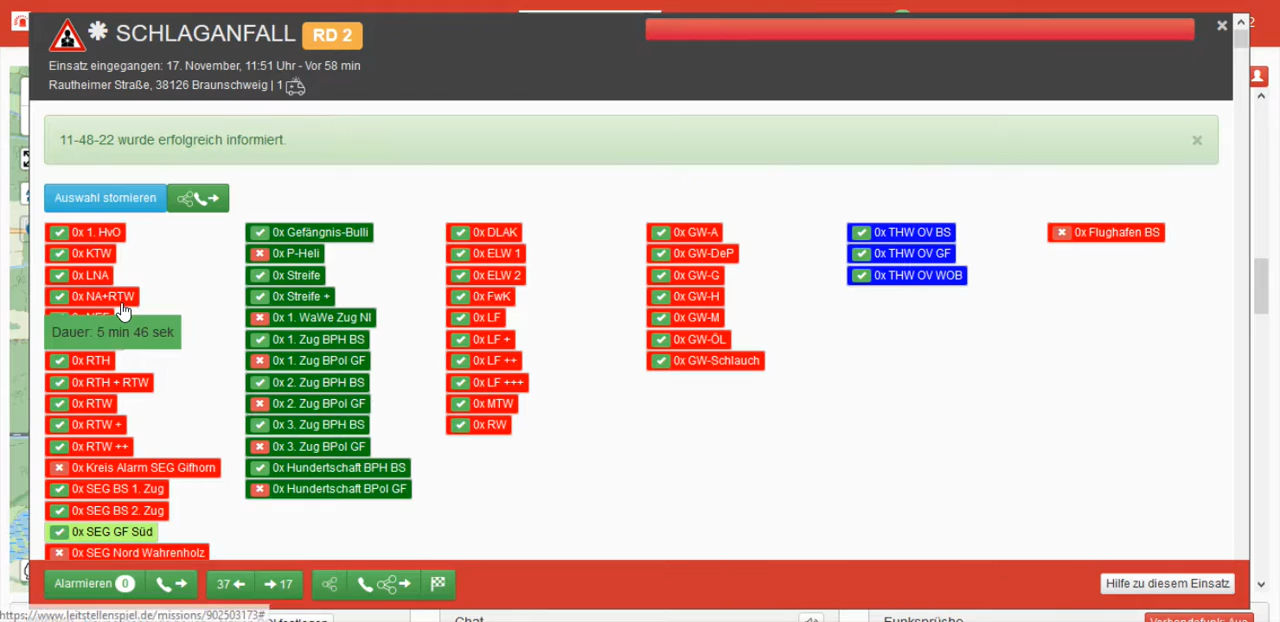 SCHLAGANFALL RD 2
Einsatz eingegangen: 17. November, 11:51 Uhr - Vor 58 min
Rautheimer Straße, 38126 Braunschweig | 1
11-48-22 wurde erfolgreich informiert.
Auswahl stornieren
0x 1. HvO
0x KTW
0x LNA
0x NA+RTW
Dauer: 5 min 46 sek
0x RTH
0x RTH + RTW
0x RTW
0x RTW +
0x RTW ++
0x Kreis Alarm SEG Gifhorn
0x SEG BS 1. Zug
0x SEG BS 2. Zug
0x SEG GF Süd
0x SEG Nord Wahrenholz
0x Gefängnis-Bulli
0x P-Heli
0x Streife
0x Streife +
0x 1. WaWe Zug NI
0x 1. Zug BPH BS
0x 1. Zug BPol GF
0x 2. Zug BPH BS
0x 2. Zug BPol GF
0x 3. Zug BPH BS
0x 3. Zug BPol GF
0x Hundertschaft BPH BS
0x Hundertschaft BPol GF
0x DLAK
0x ELW 1
0x ELW 2
0x FwK
0x LF
0x LF +
0x LF ++
0x LF +++
0x MTW
0x RW
0x GW-A
0x GW-DeP
0x GW-G
0x GW-H
0x GW-M
0x GW-ÖL
0x GW-Schlauch
0x THW OV BS
0x THW OV GF
0x THW OV WOB
0x Flughafen BS
Alarmieren 0
37
17
Hilfe zu diesem Einsatz
https://www.leitstellenspiel.de/missions/902503173#
Chat
Funksprüche
Verbandsfunk: Aus